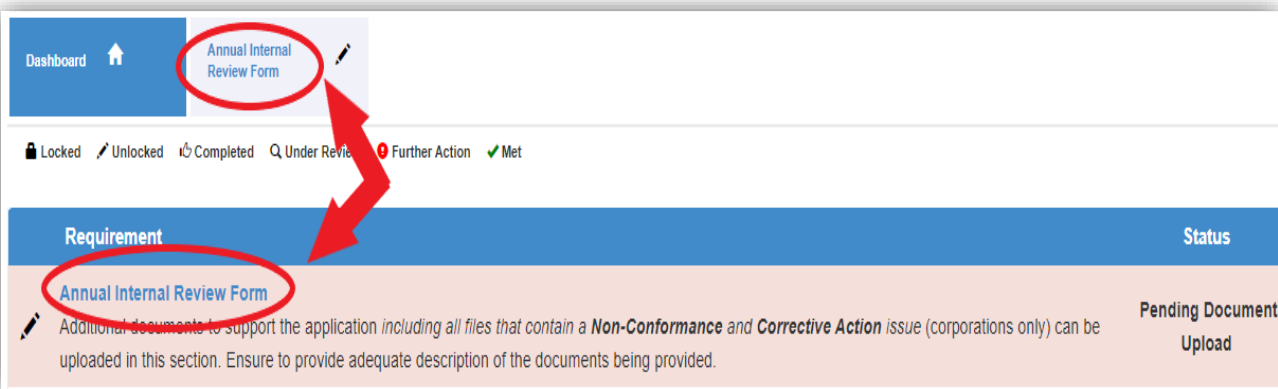 Dashboard
Annual Internal
Review Form
Locked Unlocked Completed Under Review Further Action Met
Requirement Status
Annual Internal Review Form
Additional documents to support the application including all files that contain a Non-Conformance and Corrective Action issue (corporations only) can be
uploaded in this section. Ensure to provide adequate description of the documents being provided.
Pending Document
Upload